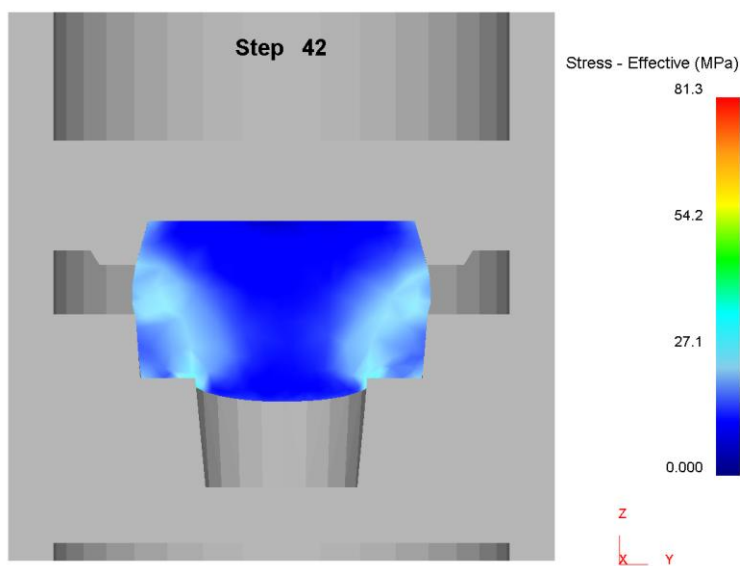 Step 42
Stress - Effective (MPa)
81.3
54.2
27.1
0.000
Z
X Y